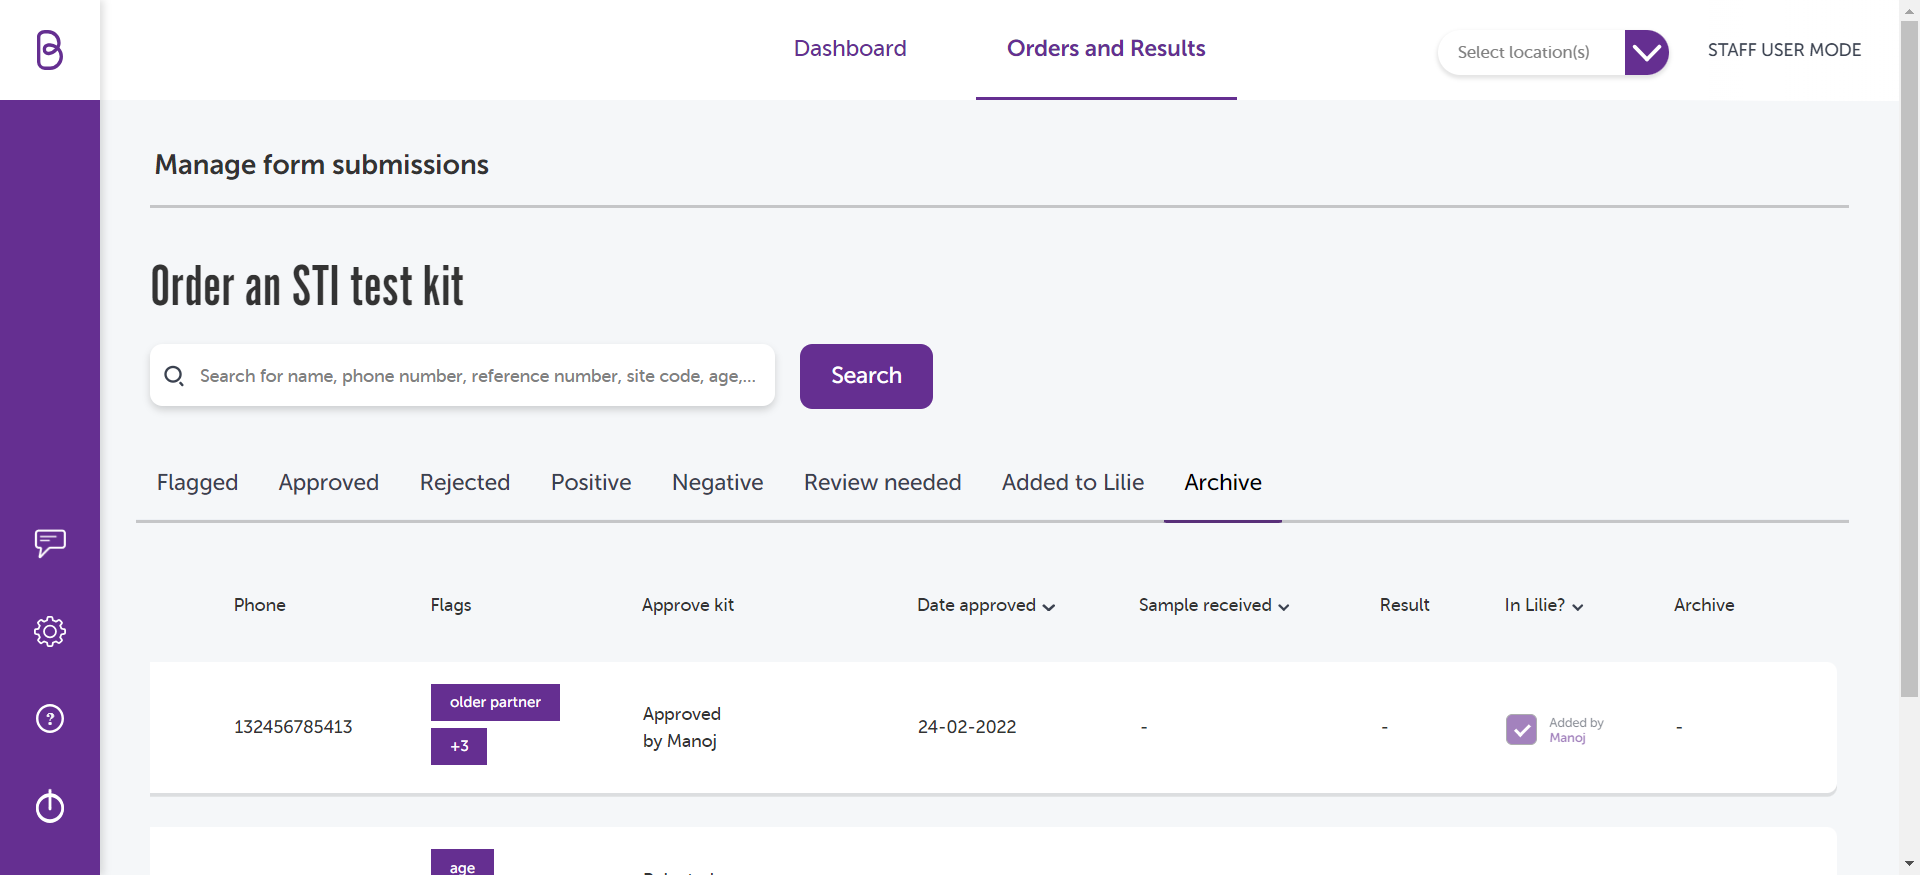 B
Dashboard
Orders and Results
Select location(s)
STAFF USER MODE
Manage form submissions
Order an STI test kit
Search for name, phone number, reference number, site code, age,...
Search
Flagged Approved Rejected Positive Negative Review needed Added to Lilie Archive
Phone Flags Approve kit Date approved Sample received Result In Lilie? Archive
older partner
+3
132456785413
Approved
by Manoj
24-02-2022
-
-
Added by
Manoj
-
age